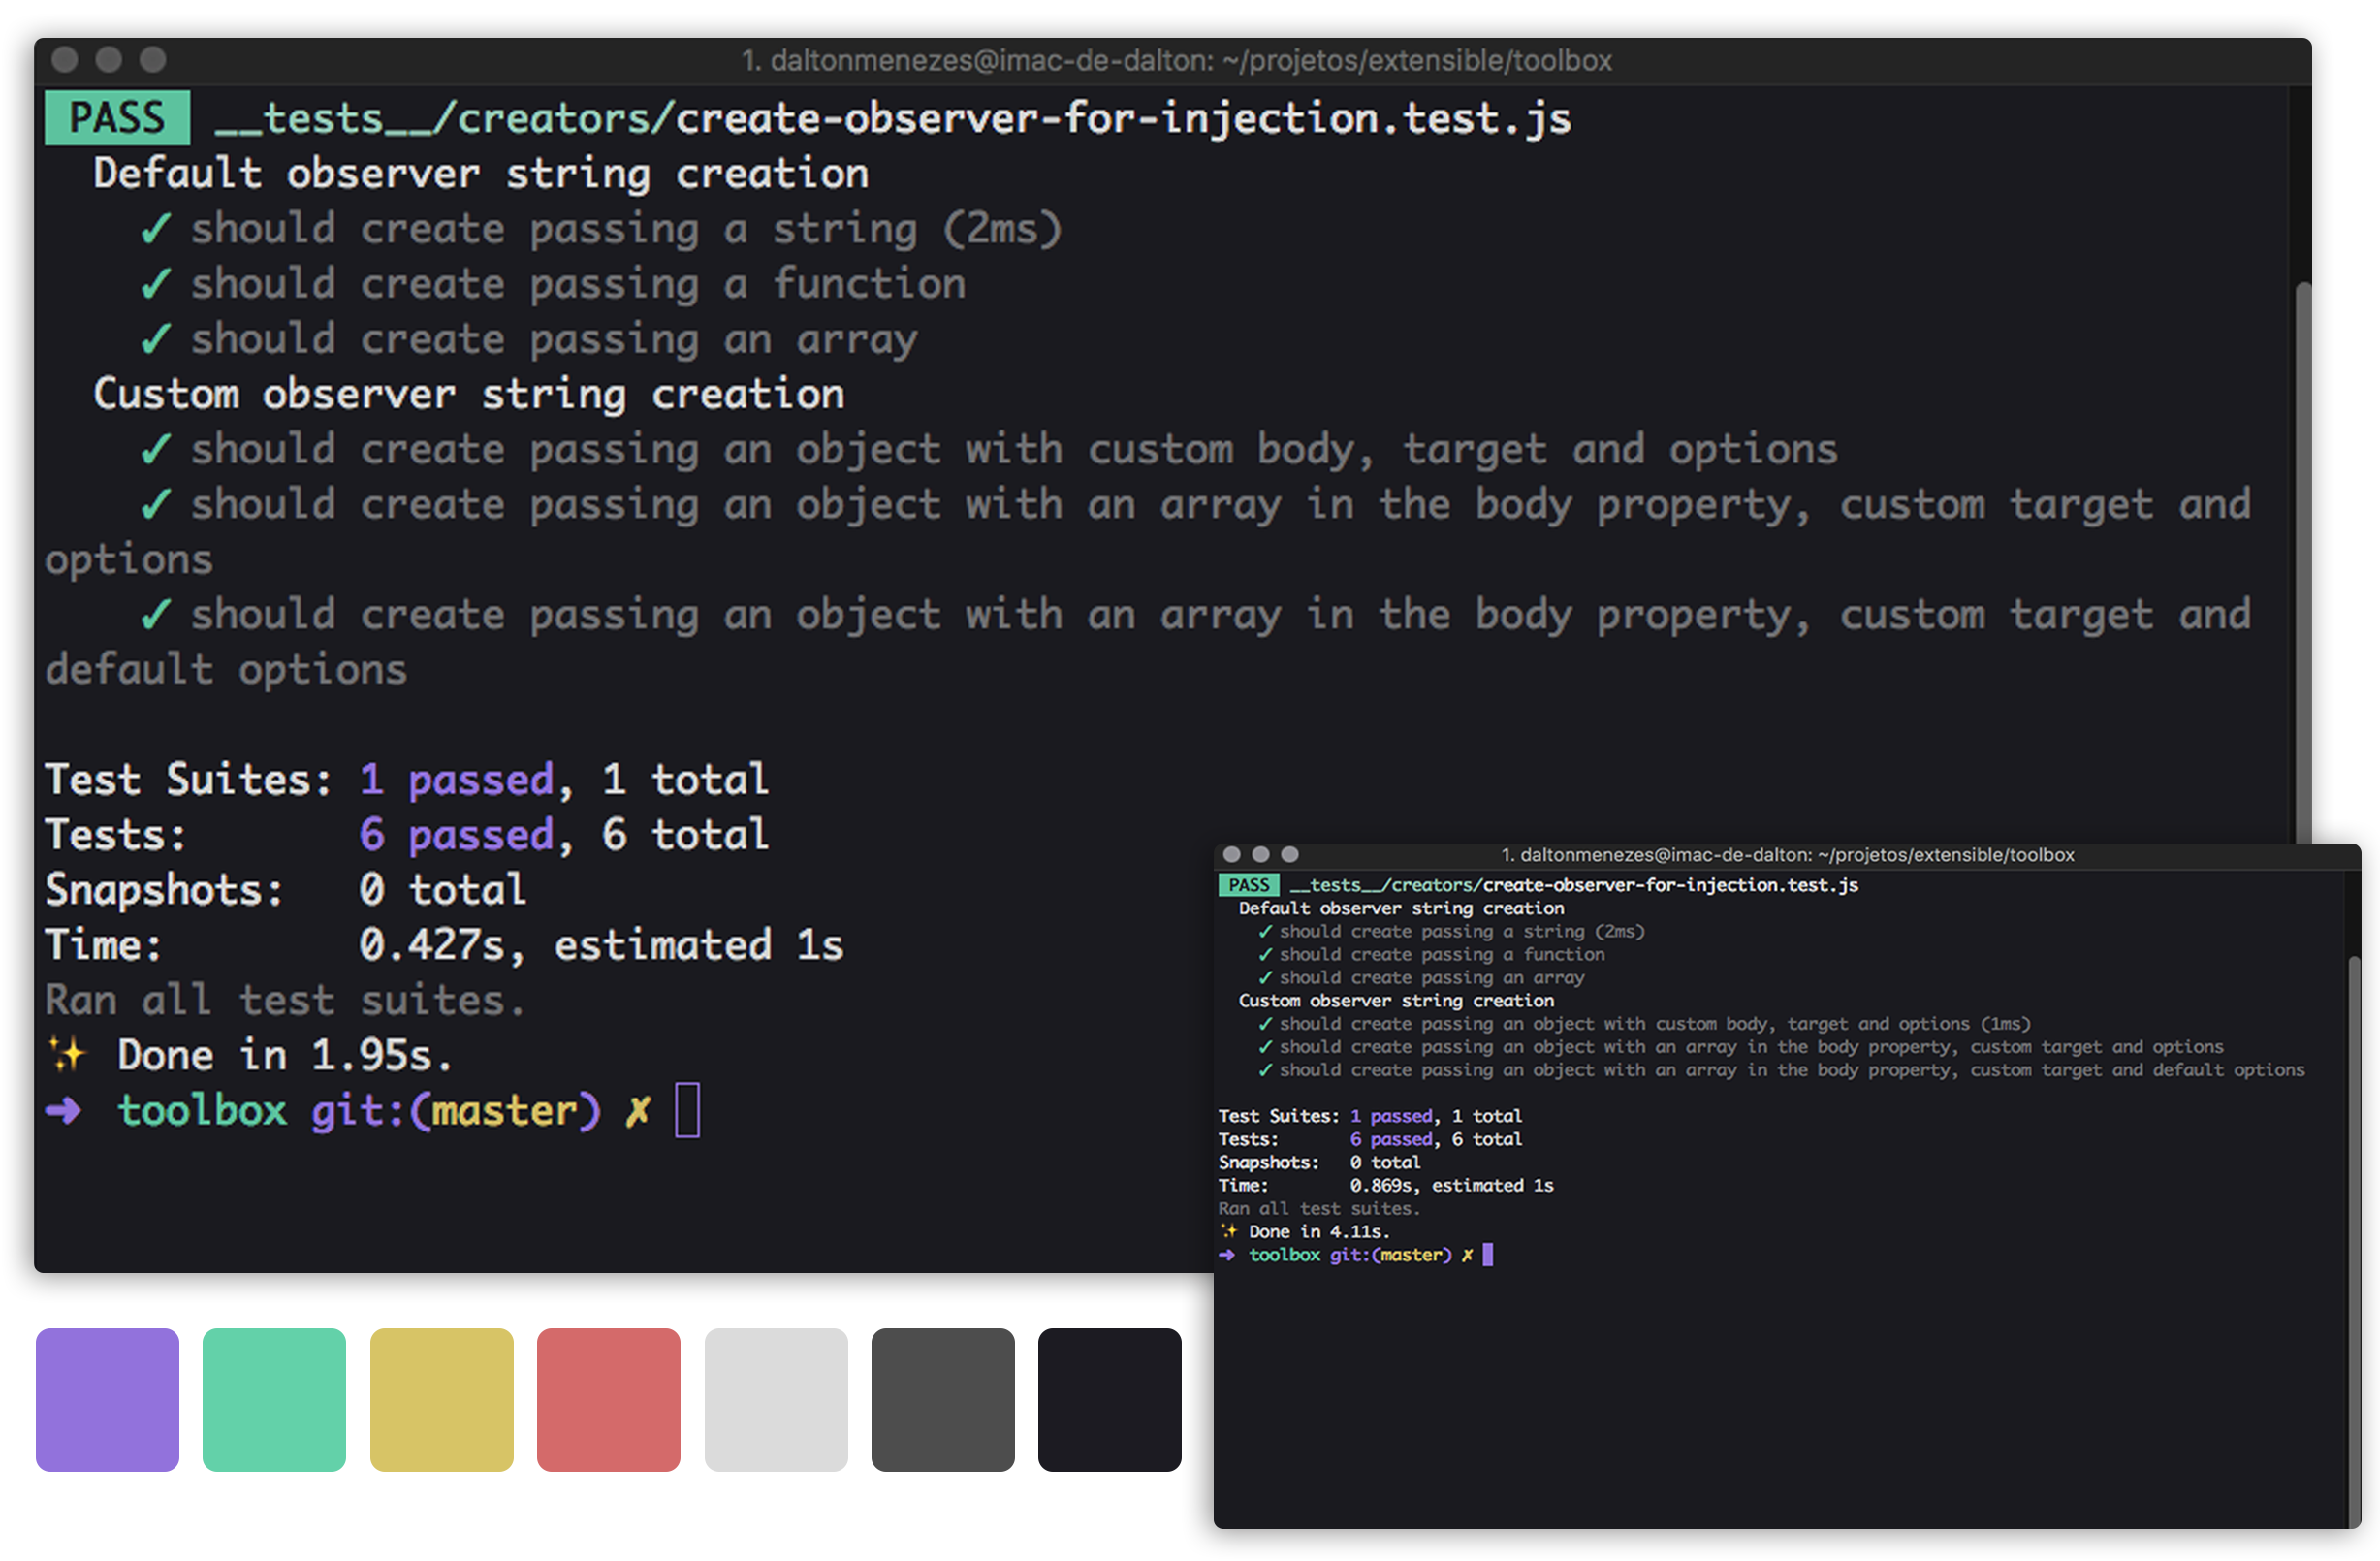 1. daltonmenezes@imac-de-dalton: ~/projetos/extensible/toolbox
PASS __tests__/creators/create-observer-for-injection.test.js
Default observer string creation
✓ should create passing a string (2ms)
✓ should create passing a function
✓ should create passing an array
Custom observer string creation
✓ should create passing an object with custom body, target and options
✓ should create passing an object with an array in the body property, custom target and
options
✓ should create passing an object with an array in the body property, custom target and
default options
Test Suites: 1 passed, 1 total
Tests: 6 passed, 6 total
Snapshots: 0 total
Time: 0.427s, estimated 1s
Ran all test suites.
✨ Done in 1.95s.
➜ toolbox git:(master) ✗
1. daltonmenezes@imac-de-dalton: ~/projetos/extensible/toolbox
PASS __tests__/creators/create-observer-for-injection.test.js
Default observer string creation
✓ should create passing a string (2ms)
✓ should create passing a function
✓ should create passing an array
Custom observer string creation
✓ should create passing an object with custom body, target and options (1ms)
✓ should create passing an object with an array in the body property, custom target and options
✓ should create passing an object with an array in the body property, custom target and default options
Test Suites: 1 passed, 1 total
Tests: 6 passed, 6 total
Snapshots: 0 total
Time: 0.869s, estimated 1s
Ran all test suites.
✨ Done in 4.11s.
➜ toolbox git:(master) ✗